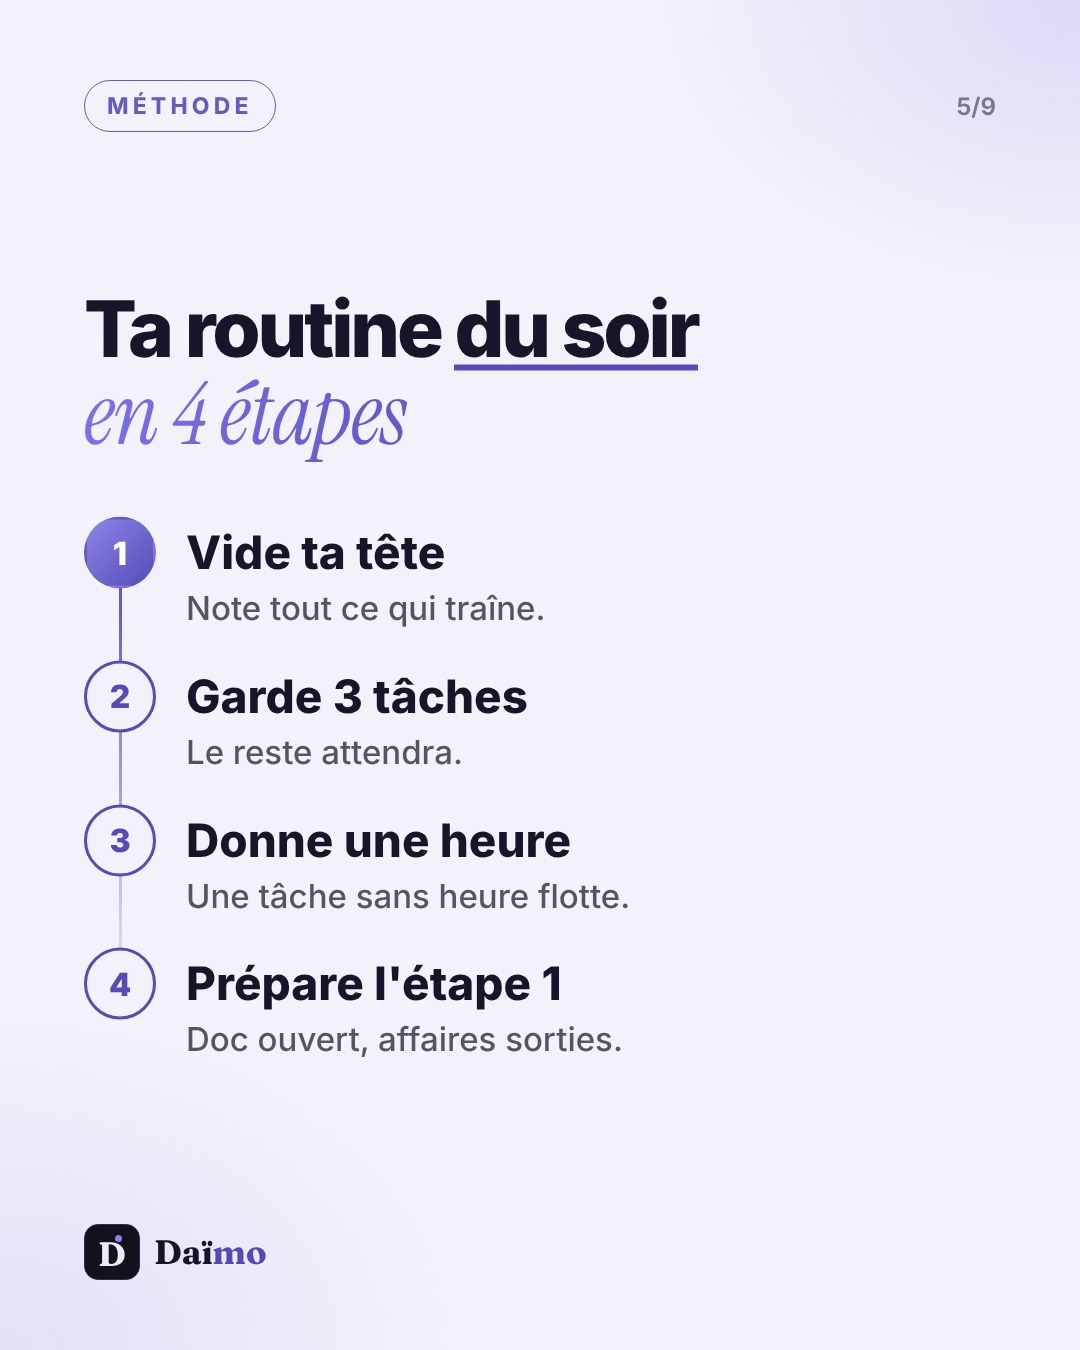 MÉTHODE
5/9
Ta routine du soir
en 4 étapes
1
Vide ta tête
Note tout ce qui traîne.
2
Garde 3 tâches
Le reste attendra.
3
Donne une heure
Une tâche sans heure flotte.
4
Prépare l'étape 1
Doc ouvert, affaires sorties.
D
Daïmo